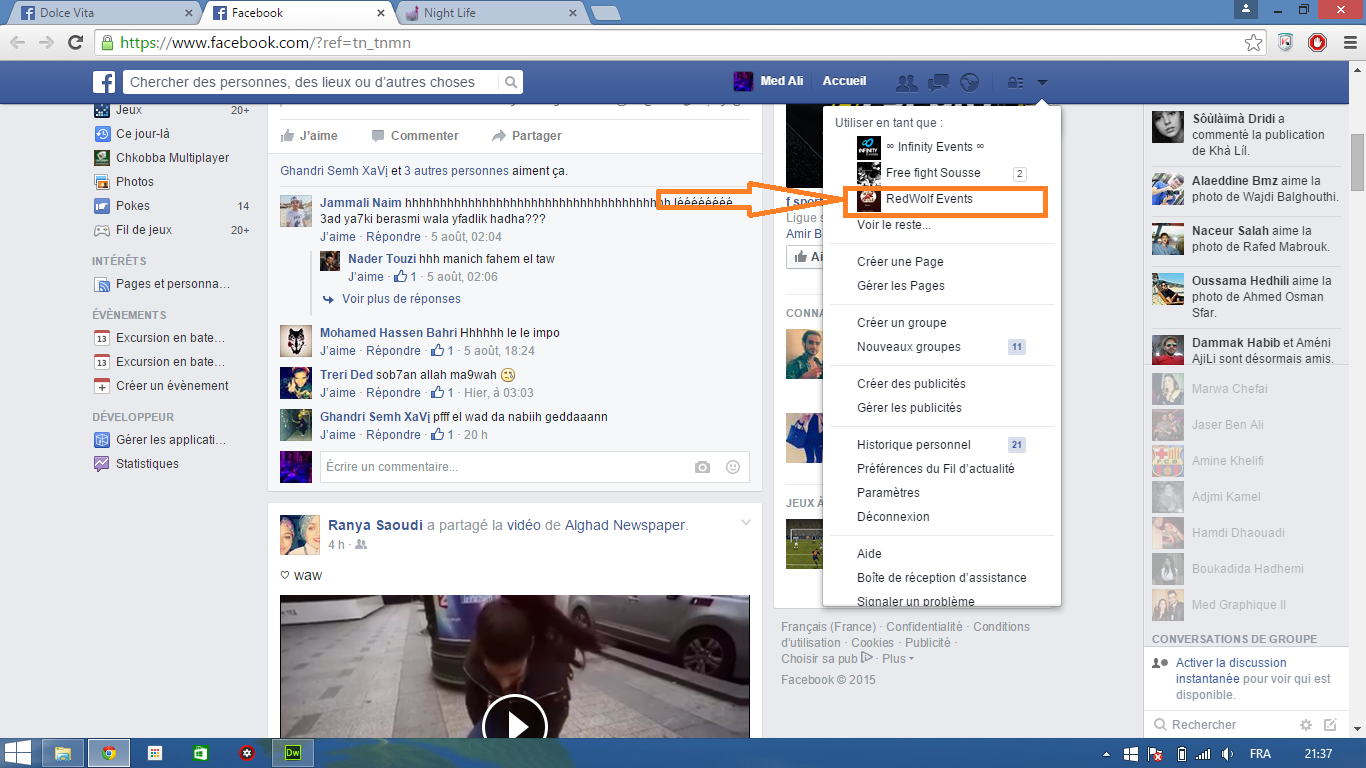 Dolce Vita
Facebook
Night Life
https://www.facebook.com/?ref=tn_tnmn
Chercher des personnes, des lieux ou d’autres choses
Med Ali
Accueil
Jeux 20+
Ce jour-là
Chkobba Multiplayer
Photos
Pokes 14
Fil de jeux 20+
INTÉRÊTS
Pages et personna...
ÉVÈNEMENTS
13 Excursion en bate...
13 Excursion en bate...
Créer un évènement
DÉVELOPPEUR
Gérer les applicati...
Statistiques
J’aime Commenter Partager
Ghandri Semh XaVị et 3 autres personnes aiment ça.
Jammali Naim hhhhhhhhhhhhhhhhhhhhhhhhhhhhhhhhhhhh lééééééééé
3ad ya7ki berasmi wala yfadlik hadha???
J’aime · Répondre · 5 août, 02:04
Nader Touzi hhh manich fahem el taw
J’aime · 1 · 5 août, 02:06
Voir plus de réponses
Mohamed Hassen Bahri Hhhhhh le le impo
J’aime · Répondre · 1 · 5 août, 18:24
Treri Ded sob7an allah ma9wah
J’aime · Répondre · 1 · Hier, à 03:03
Ghandri Semh XaVị pfff el wad da nabiih geddaaann
J’aime · Répondre · 1 · 20 h
Écrire un commentaire...
Ranya Saoudi a partagé la vidéo de Alghad Newspaper.
4 h ·
♡ waw
f sport
Ligue s
Amir B
Ai
CONNA
JEUX À
Utiliser en tant que :
INFINITY
∞ Infinity Events ∞
Free fight Sousse 2
RedWolf Events
Voir le reste...
Créer une Page
Gérer les Pages
Créer un groupe
Nouveaux groupes 11
Créer des publicités
Gérer les publicités
Historique personnel 21
Préférences du Fil d’actualité
Paramètres
Déconnexion
Aide
Boîte de réception d’assistance
Signaler un problème
Français (France) · Confidentialité · Conditions
d’utilisation · Cookies · Publicité ·
Choisir sa pub · Plus
Facebook © 2015
Sôùlàïmà Dridi a
commenté la publication
de Khà Líl.
Alaeddine Bmz aime la
photo de Wajdi Balghouthi.
Naceur Salah aime la
photo de Rafed Mabrouk.
Oussama Hedhili aime la
photo de Ahmed Osman
Sfar.
Dammak Habib et Améni
AjiLi sont désormais amis.
Marwa Chefai
Jaser Ben Ali
Amine Khelifi
Adjmi Kamel
Hamdi Dhaouadi
Boukadida Hadhemi
Med Graphique II
CONVERSATIONS DE GROUPE
Activer la discussion
instantanée pour voir qui est
disponible.
Rechercher
Dw
FRA
21:37